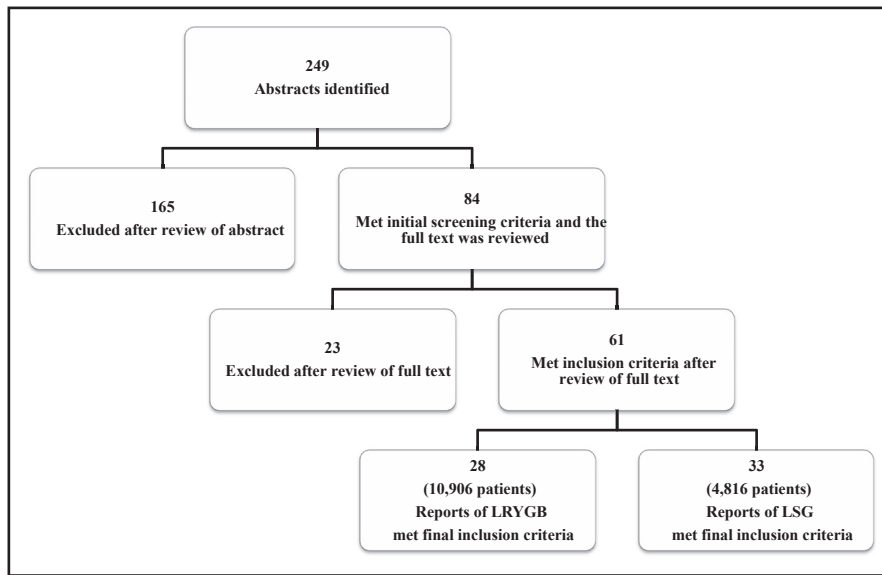 249
Abstracts identified
165
Excluded after review of abstract
84
Met initial screening criteria and the
full text was reviewed
23
Excluded after review of full text
61
Met inclusion criteria after
review of full text
28
(10,906 patients)
Reports of LRYGB
met final inclusion criteria
33
(4,816 patients)
Reports of LSG
met final inclusion criteria